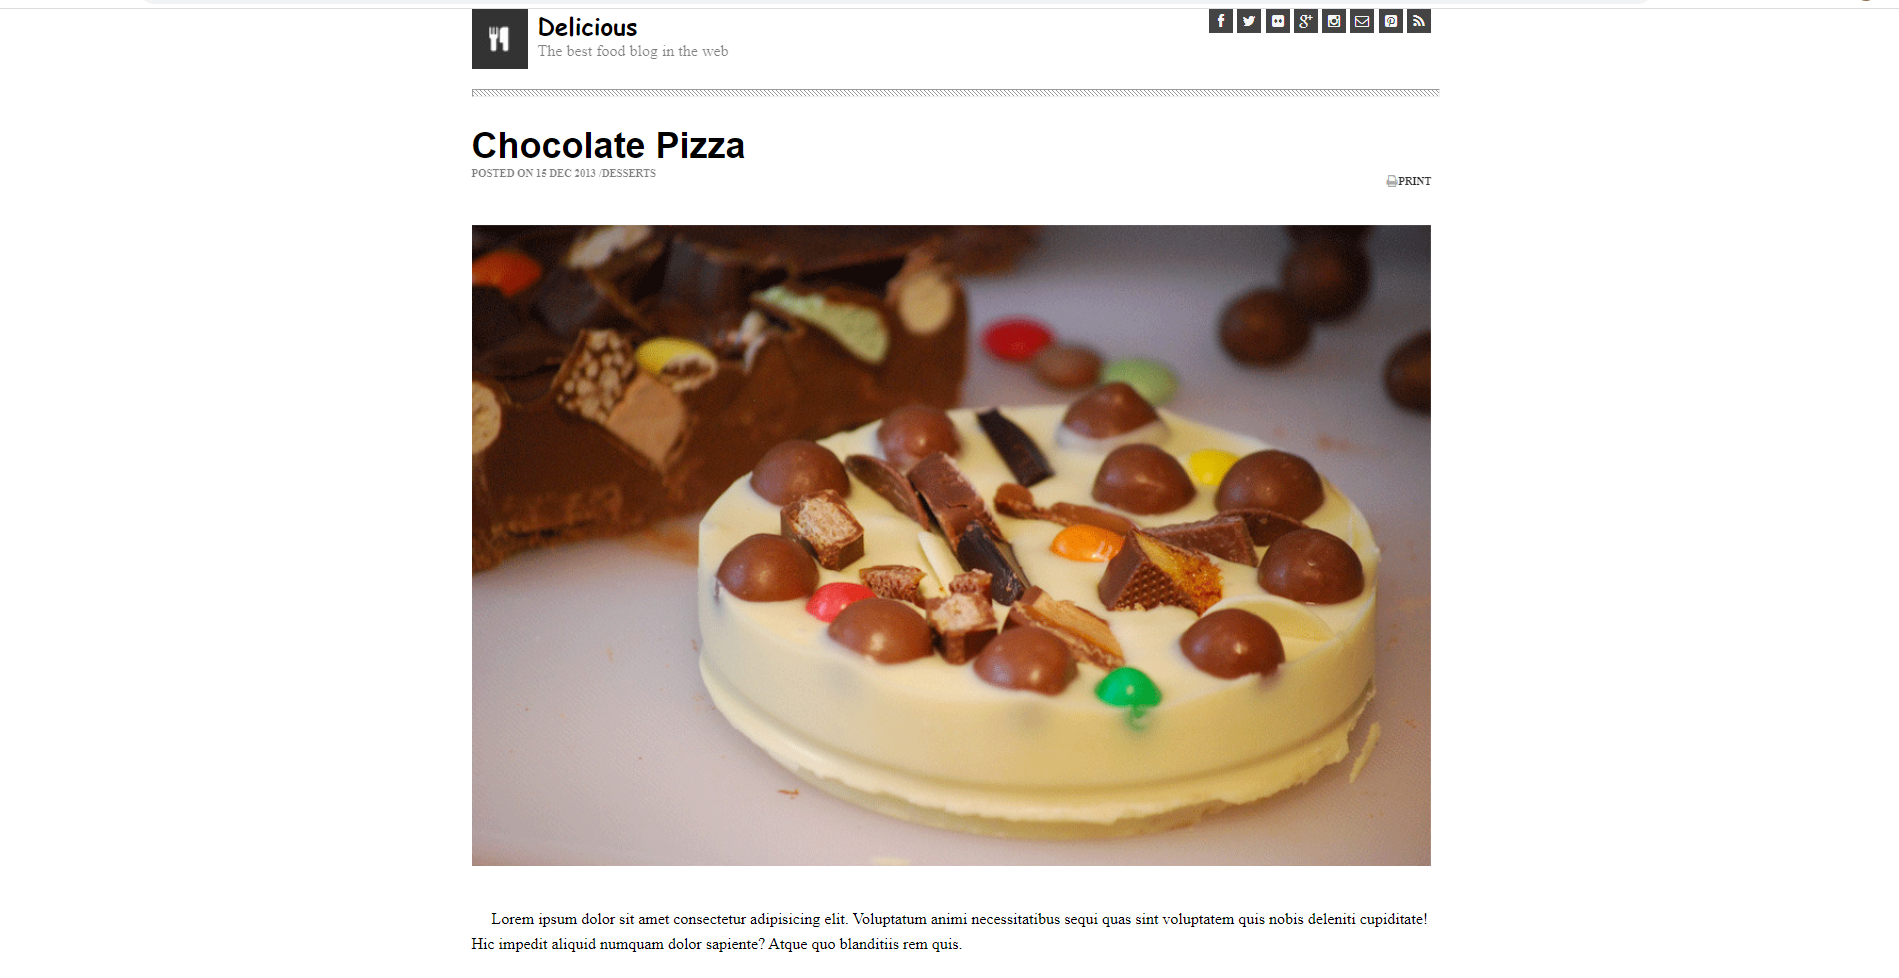 Delicious
The best food blog in the web
Chocolate Pizza
POSTED ON 15 DEC 2013 /DESSERTS
PRINT
Lorem ipsum dolor sit amet consectetur adipisicing elit. Voluptatum animi necessitatibus sequi quas sint voluptatem quis nobis deleniti cupiditate!
Hic impedit aliquid numquam dolor sapiente? Atque quo blanditiis rem quis.